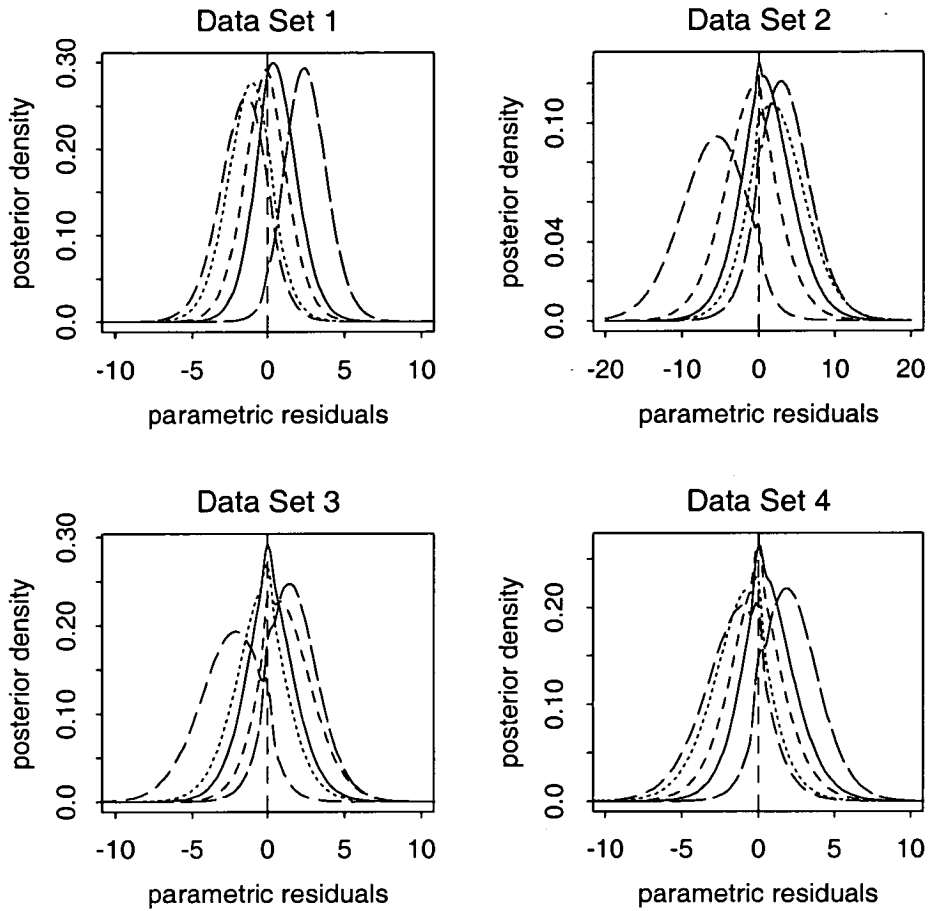 Data Set 1
posterior density
0.0 0.10 0.20 0.30
-10 -5 0 5 10
parametric residuals
Data Set 2
posterior density
0.0 0.04 0.10
-20 -10 0 10 20
parametric residuals
Data Set 3
posterior density
0.0 0.10 0.20 0.30
-10 -5 0 5 10
parametric residuals
Data Set 4
posterior density
0.0 0.10 0.20
-10 -5 0 5 10
parametric residuals